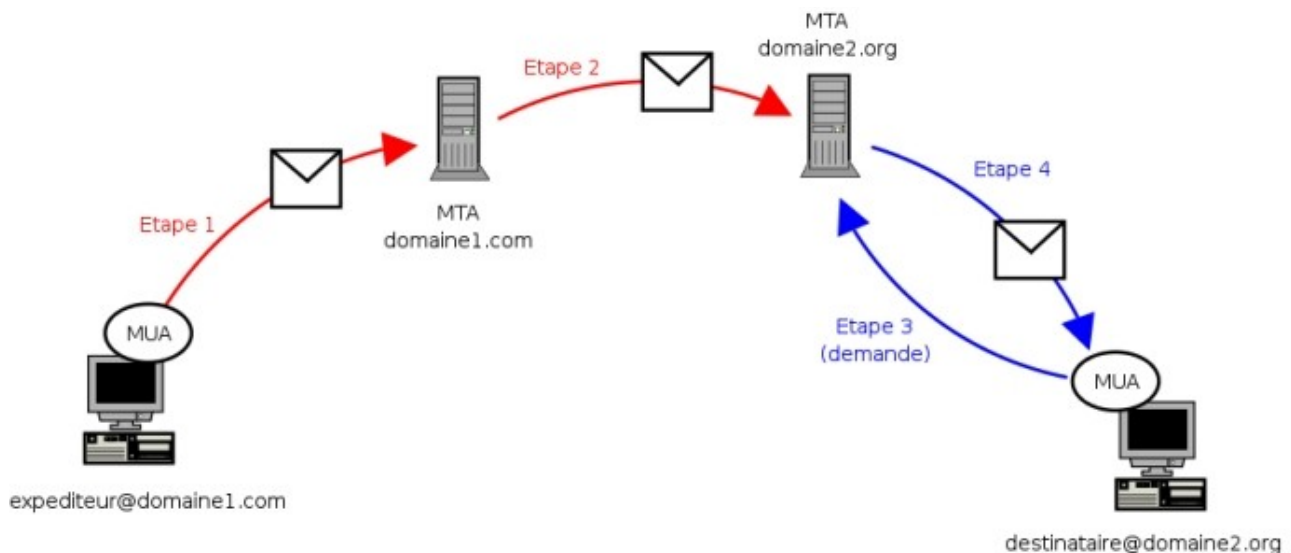 MTA
domaine2.org
Etape 2
Etape 4
Etape 1
MTA
domaine1.com
Etape 3
(demande)
MUA
MUA
expediteur@domaine1.com
destinataire@domaine2.org